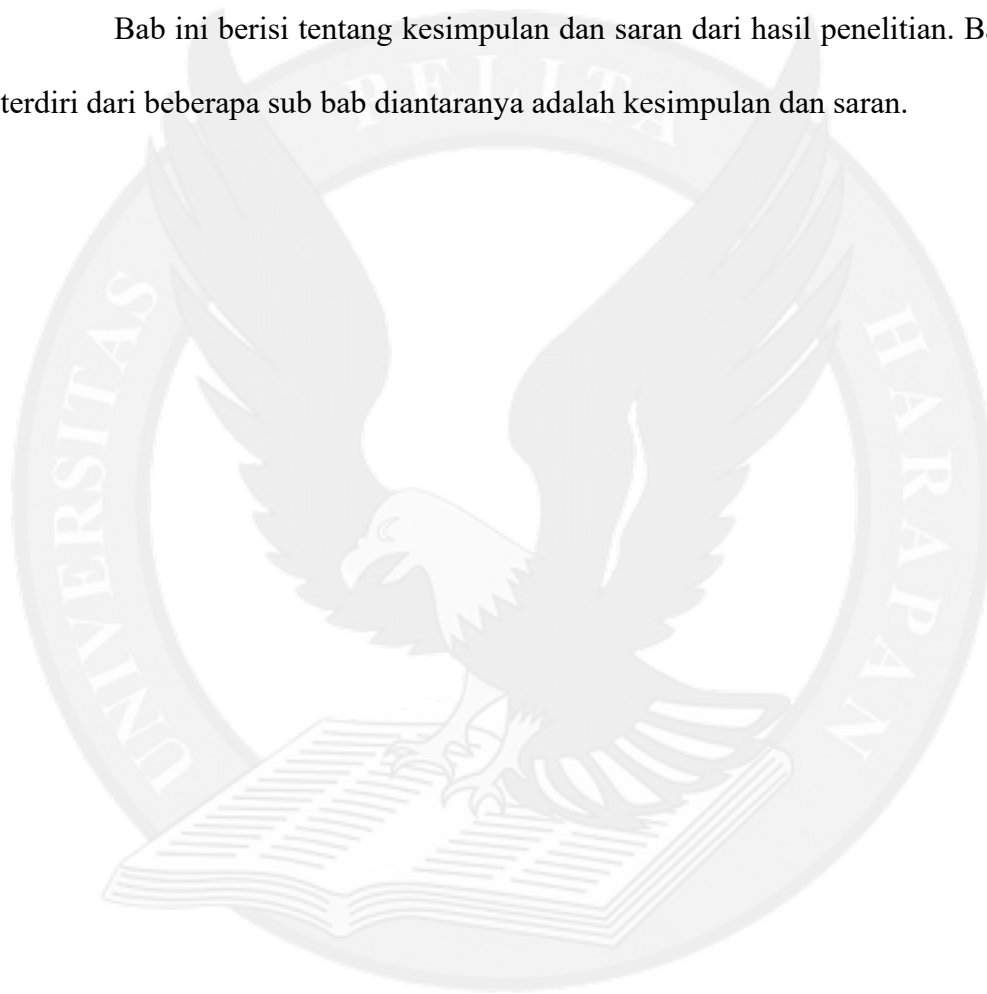 Bab ini berisi tentang kesimpulan dan saran dari hasil penelitian.
terdiri dari beberapa sub bab diantaranya adalah kesimpulan dan saran.
PELITA
UNIVERSITAS
HARAPAN